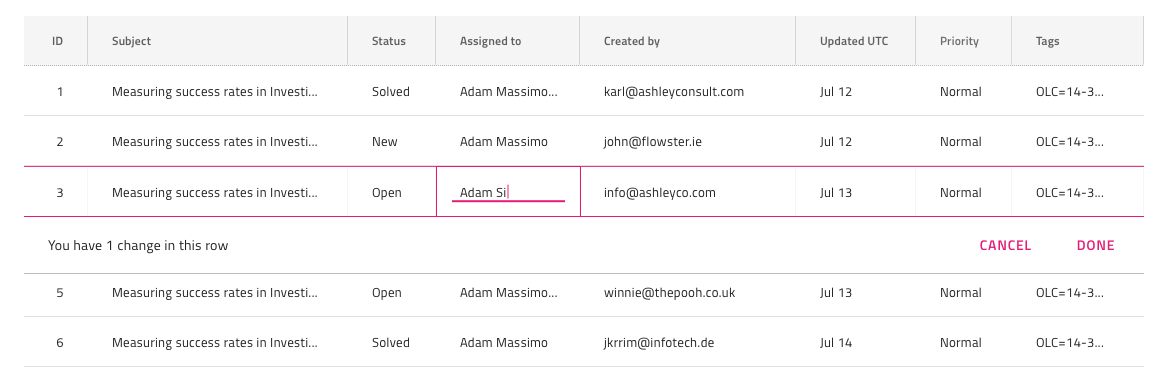 ID Subject Status Assigned to Created by Updated UTC Priority Tags
1 Measuring success rates in Investi... Solved Adam Massimo... karl@ashleyconsult.com Jul 12 Normal OLC=14-3...
2 Measuring success rates in Investi... New Adam Massimo john@flowster.ie Jul 12 Normal OLC=14-3...
3 Measuring success rates in Investi... Open Adam Si info@ashleyco.com Jul 13 Normal OLC=14-3...
You have 1 change in this row CANCEL DONE
5 Measuring success rates in Investi... Open Adam Massimo... winnie@thepooh.co.uk Jul 13 Normal OLC=14-3...
6 Measuring success rates in Investi... Solved Adam Massimo jkrrim@infotech.de Jul 14 Normal OLC=14-3...